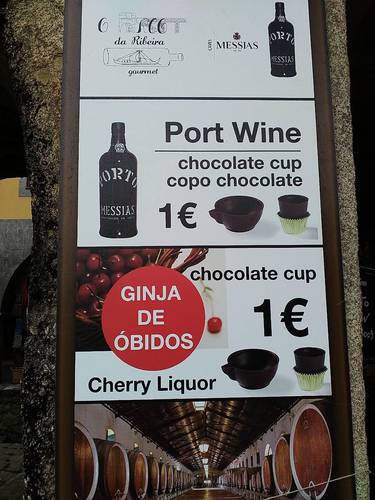 da Ribeira
gourmet
CAVES
MESSIAS
PORTO
Port Wine
chocolate cup
copo chocolate
1€
PORTO
MESSIAS
chocolate cup
1€
GINJA
DE
ÓBIDOS
Cherry Liquor